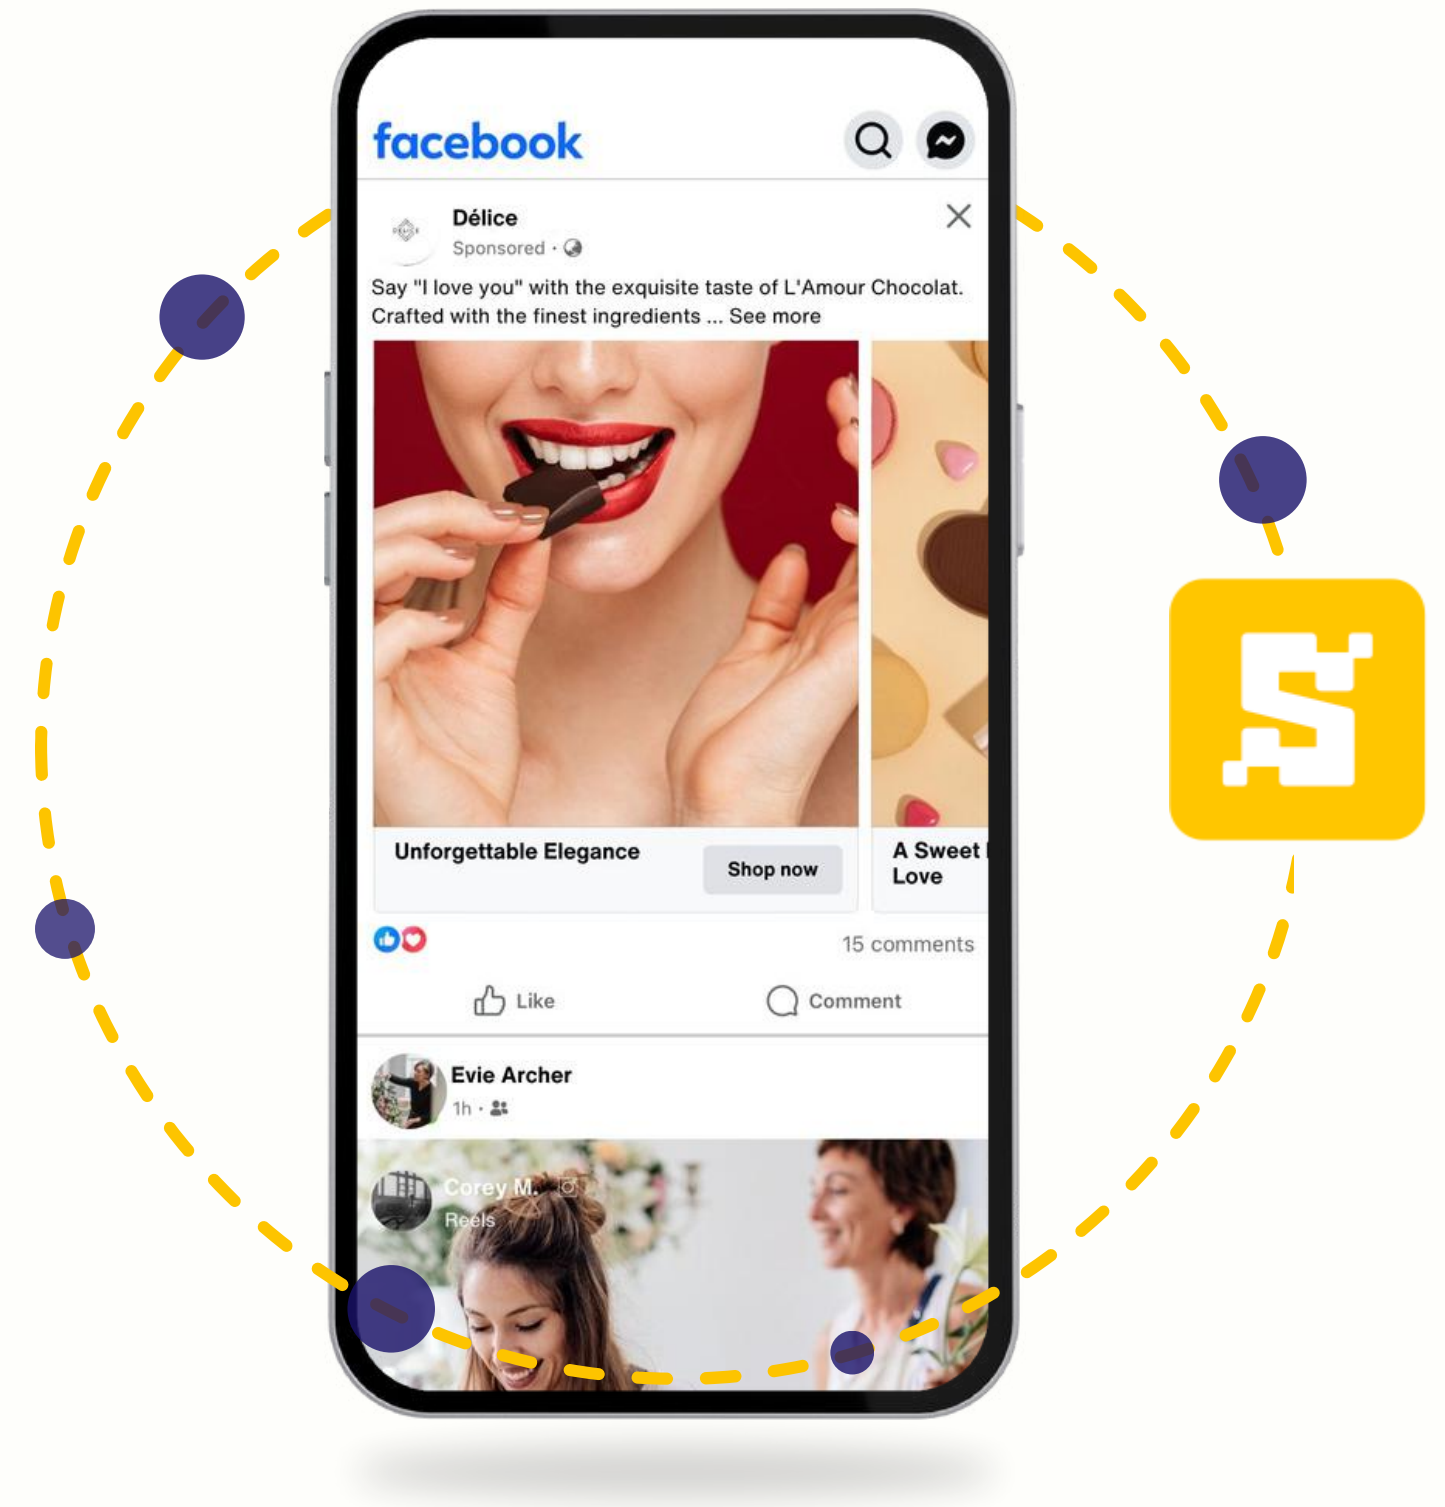 facebook
Délice
Sponsored ·
Say "I love you" with the exquisite taste of L'Amour Chocolat.
Crafted with the finest ingredients ... See more
Unforgettable Elegance
Shop now
A Sweet
Love
15 comments
Like
Comment
Evie Archer
1h ·
Corey M.
Reels
S